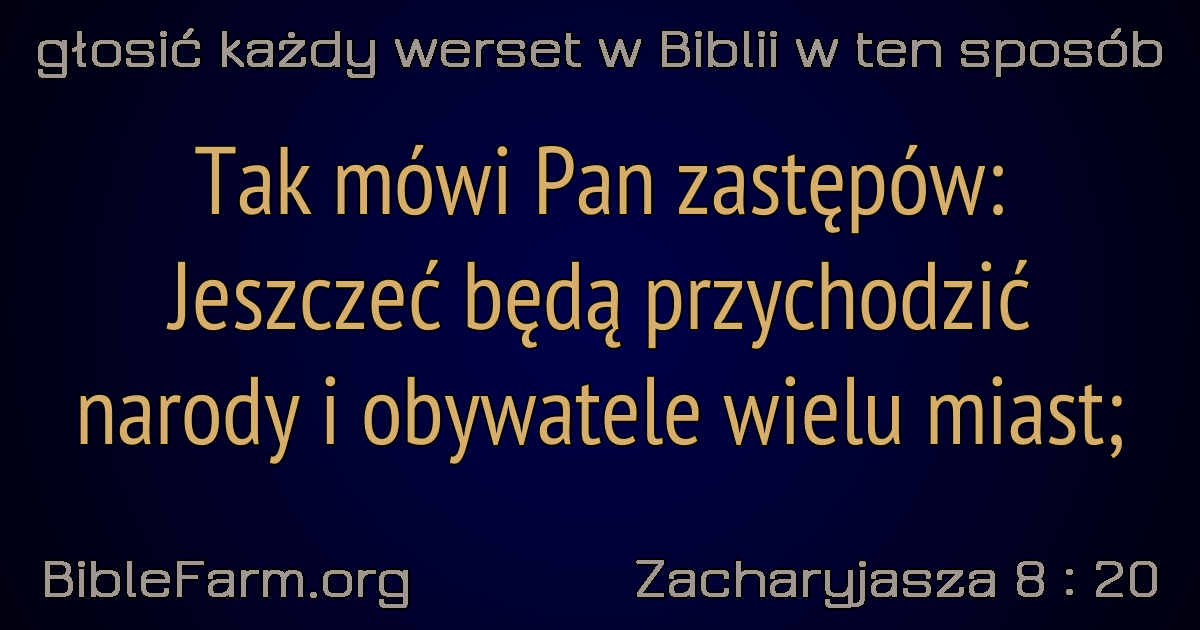 głosić każdy werset w Biblii w ten sposób
Tak mówi Pan zastępów:
Jeszczeć będą przychodzić
narody i obywatele wielu miast;
BibleFarm.org
Zacharyjasza 8 : 20